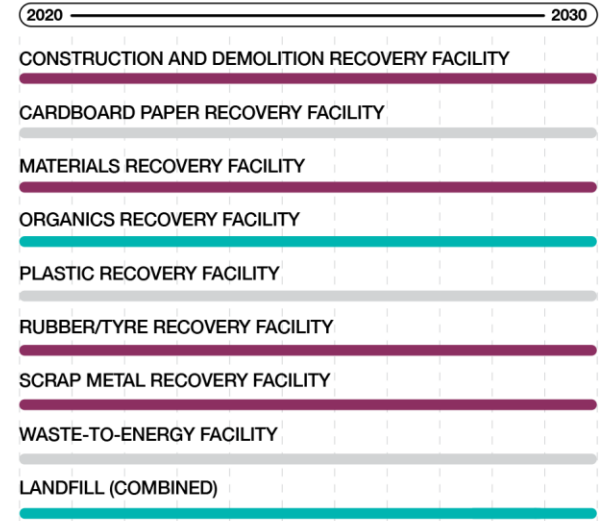 2020 2030
CONSTRUCTION AND DEMOLITION RECOVERY FACILITY
CARDBOARD PAPER RECOVERY FACILITY
MATERIALS RECOVERY FACILITY
ORGANICS RECOVERY FACILITY
PLASTIC RECOVERY FACILITY
RUBBER/TYRE RECOVERY FACILITY
SCRAP METAL RECOVERY FACILITY
WASTE-TO-ENERGY FACILITY
LANDFILL (COMBINED)